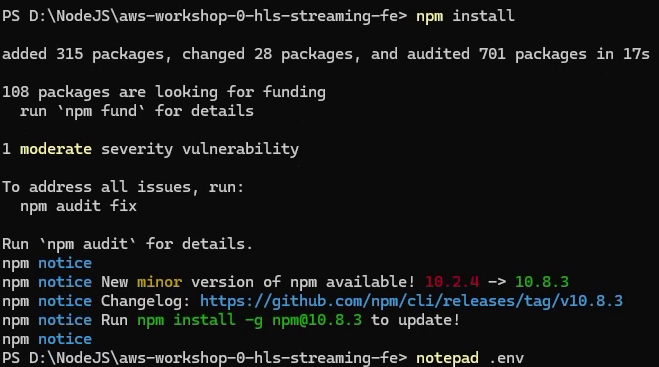 PS D:\NodeJS\aws-workshop-0-hls-streaming-fe> npm install
added 315 packages, changed 28 packages, and audited 701 packages in 17s
108 packages are looking for funding
  run `npm fund` for details
1 moderate severity vulnerability
To address all issues, run:
  npm audit fix
Run `npm audit` for details.
npm notice
npm notice New minor version of npm available! 10.2.4 -> 10.8.3
npm notice Changelog: https://github.com/npm/cli/releases/tag/v10.8.3
npm notice Run npm install -g npm@10.8.3 to update!
npm notice
PS D:\NodeJS\aws-workshop-0-hls-streaming-fe> notepad .env